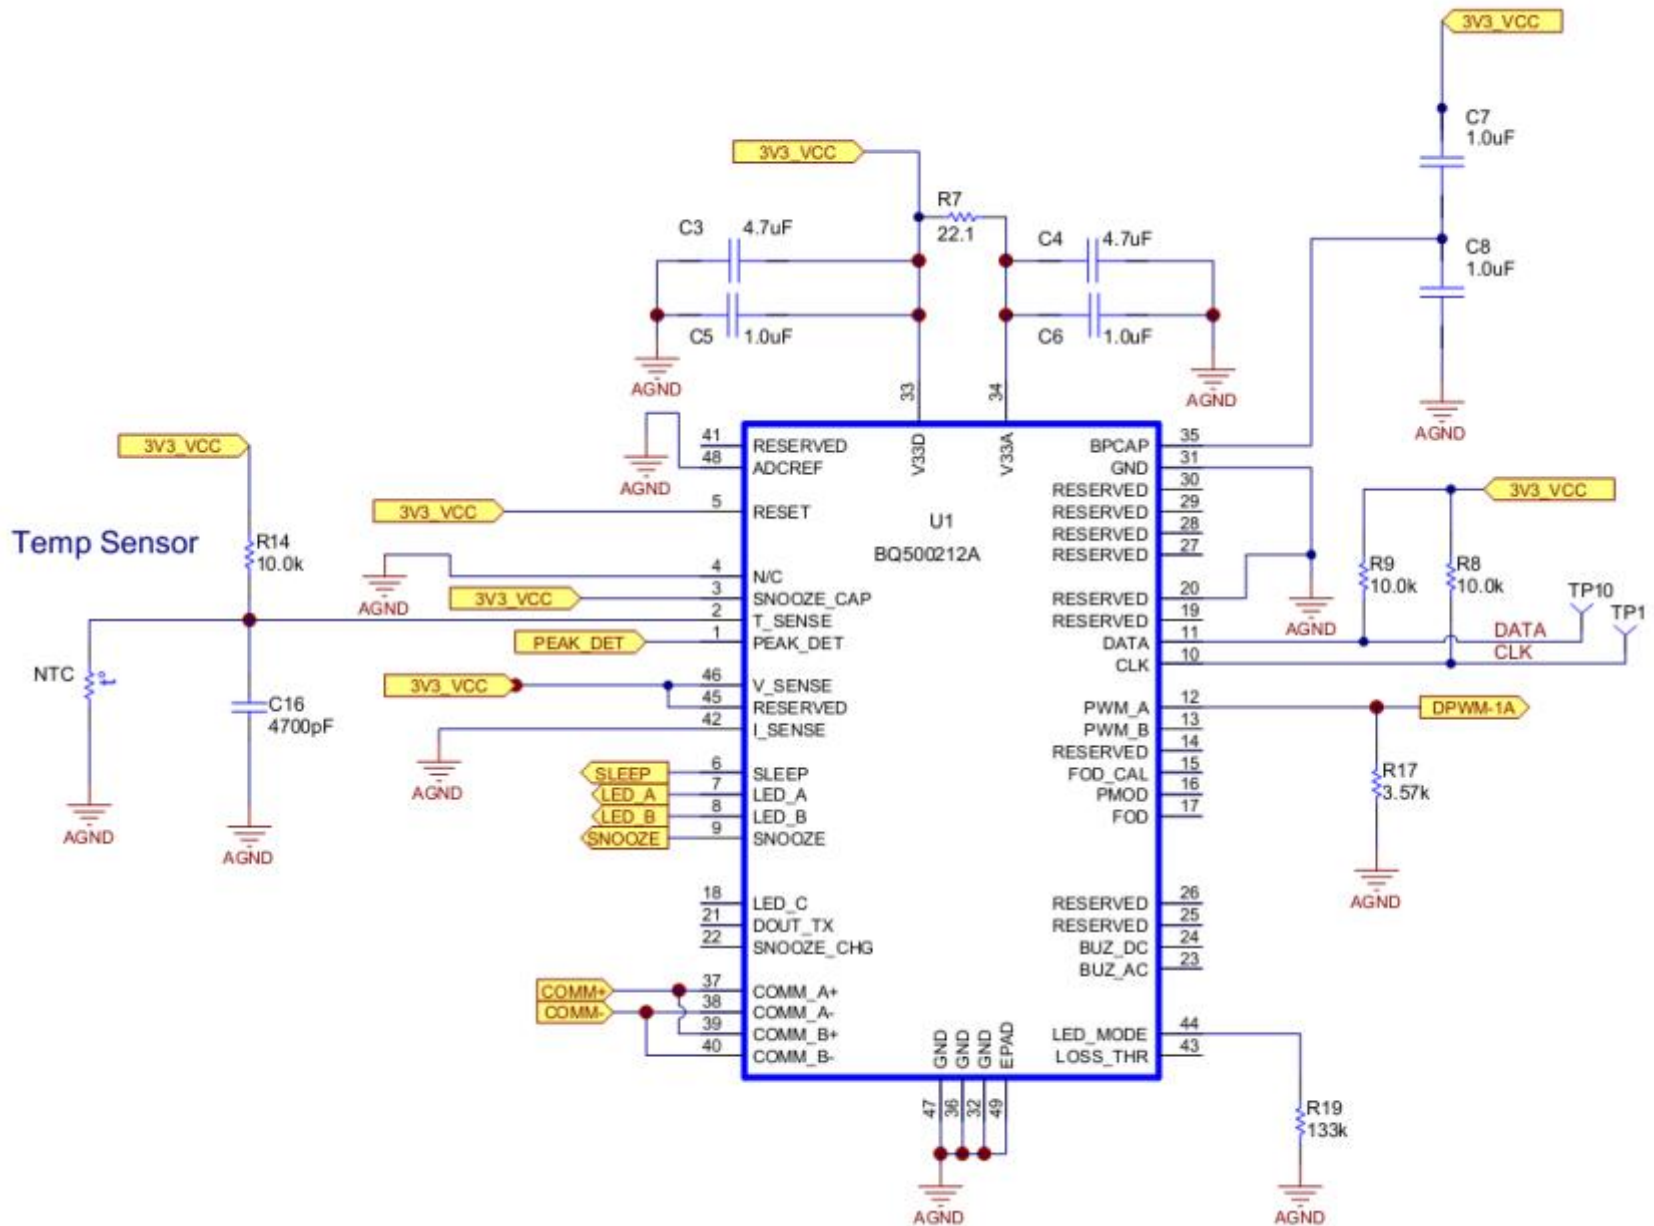 3V3_VCC
C7
1.0uF
3V3_VCC
R7
22.1
C3
4.7uF
C4
4.7uF
C8
1.0uF
C5
1.0uF
C6
1.0uF
AGND
AGND
AGND
33
34
V33D
V33A
3V3_VCC
41
RESERVED
48
ADCREF
AGND
3V3_VCC
5
RESET
Temp Sensor
R14
10.0k
U1
BQ500212A
4
N/C
AGND
3V3_VCC
3
SNOOZE_CAP
2
T_SENSE
PEAK_DET
1
PEAK_DET
NTC
C16
4700pF
3V3_VCC
46
V_SENSE
45
RESERVED
42
I_SENSE
AGND
AGND
AGND
SLEEP
6
SLEEP
LED_A
7
LED_A
LED_B
8
LED_B
SNOOZE
9
SNOOZE
18
LED_C
21
DOUT_TX
22
SNOOZE_CHG
COMM+
37
COMM_A+
COMM-
38
COMM_A-
39
COMM_B+
40
COMM_B-
BPCAP
35
GND
31
RESERVED
30
RESERVED
29
RESERVED
28
RESERVED
27
3V3_VCC
R9
10.0k
R8
10.0k
TP10
TP1
RESERVED
20
RESERVED
19
AGND
DATA
11
DATA
CLK
10
CLK
PWM_A
12
DPWM-1A
PWM_B
13
RESERVED
14
FOD_CAL
15
PMOD
16
FOD
17
R17
3.57k
AGND
RESERVED
26
RESERVED
25
BUZ_DC
24
BUZ_AC
23
LED_MODE
44
LOSS_THR
43
GND
GND
GND
EPAD
47
36
32
49
AGND
R19
133k
AGND